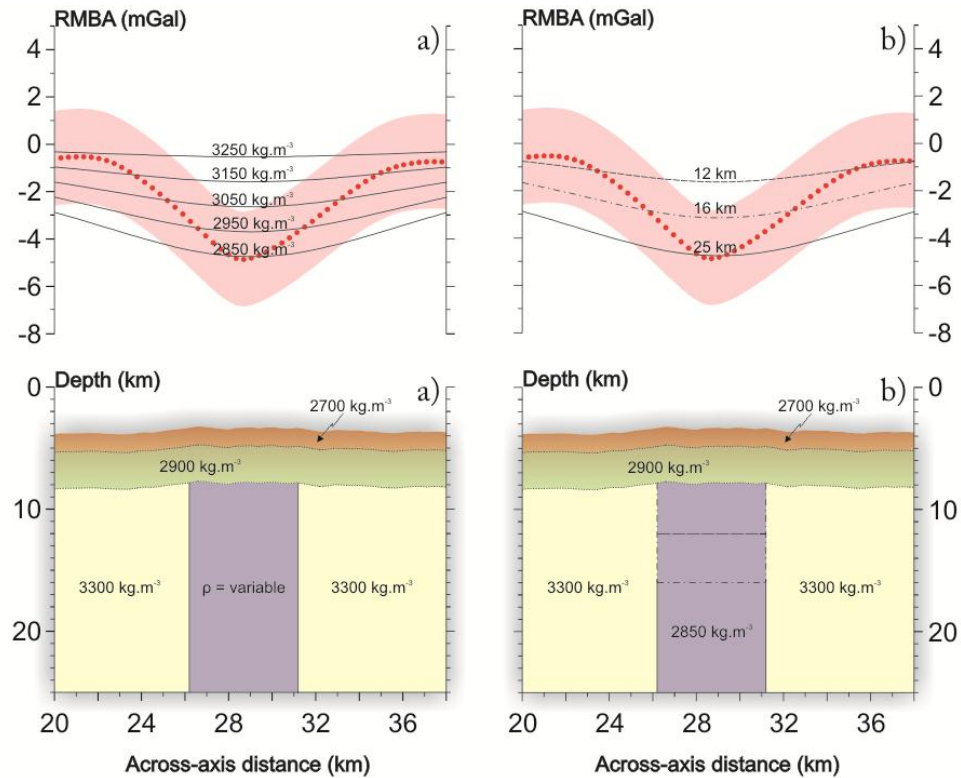 RMBA (mGal)
a)
4
2
0
-2
-4
-6
-8
3250 kg.m⁻³
3150 kg.m⁻³
3050 kg.m⁻³
2950 kg.m⁻³
2850 kg.m⁻³
RMBA (mGal)
b)
4
2
0
-2
-4
-6
-8
12 km
16 km
25 km
Depth (km)
a)
0
10
20
2700 kg.m⁻³
2900 kg.m⁻³
3300 kg.m⁻³
ρ = variable
3300 kg.m⁻³
20 24 28 32 36
Across-axis distance (km)
Depth (km)
b)
0
10
20
2700 kg.m⁻³
2900 kg.m⁻³
3300 kg.m⁻³
2850 kg.m⁻³
3300 kg.m⁻³
20 24 28 32 36
Across-axis distance (km)